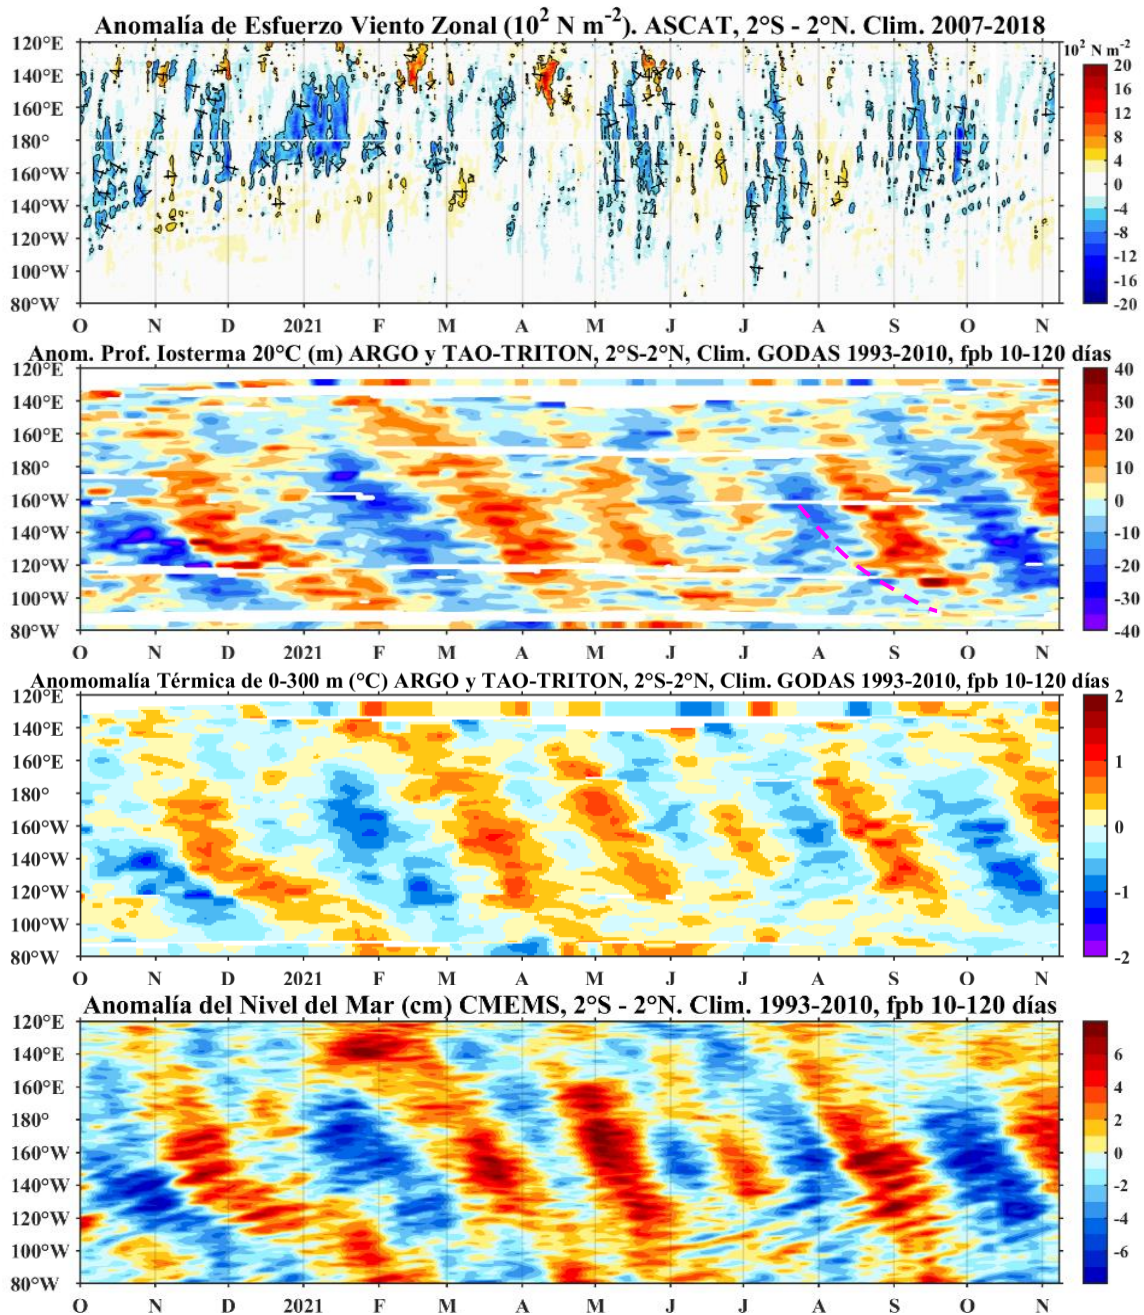 Anomalía de Esfuerzo Viento Zonal (10² N m⁻²). ASCAT, 2°S - 2°N. Clim. 2007-2018
10² N m⁻²
120°E
140°E
160°E
180°
160°W
140°W
120°W
100°W
80°W
20
16
12
8
4
0
-4
-8
-12
-16
-20
O N D 2021 F M A M J J A S O N
Anom. Prof. Iosterma 20°C (m) ARGO y TAO-TRITON, 2°S-2°N, Clim. GODAS 1993-2010, fpb 10-120 días
120°E
140°E
160°E
180°
160°W
140°W
120°W
100°W
80°W
40
30
20
10
0
-10
-20
-30
-40
O N D 2021 F M A M J J A S O N
Anomomalía Térmica de 0-300 m (°C) ARGO y TAO-TRITON, 2°S-2°N, Clim. GODAS 1993-2010, fpb 10-120 días
120°E
140°E
160°E
180°
160°W
140°W
120°W
100°W
80°W
2
1
0
-1
-2
O N D 2021 F M A M J J A S O N
Anomalía del Nivel del Mar (cm) CMEMS, 2°S - 2°N. Clim. 1993-2010, fpb 10-120 días
120°E
140°E
160°E
180°
160°W
140°W
120°W
100°W
80°W
6
4
2
0
-2
-4
-6
O N D 2021 F M A M J J A S O N